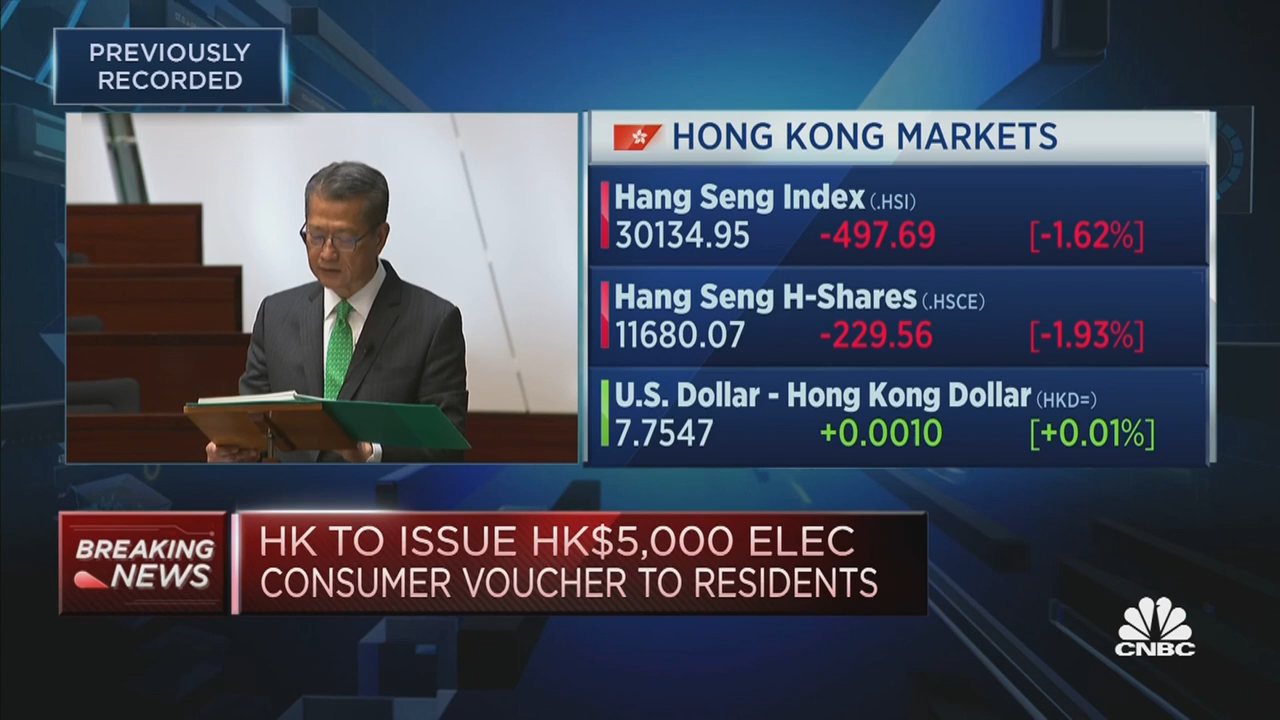 PREVIOUSLY
RECORDED
HONG KONG MARKETS
Hang Seng Index (.HSI)
30134.95 -497.69 [-1.62%]
Hang Seng H-Shares (.HSCE)
11680.07 -229.56 [-1.93%]
U.S. Dollar - Hong Kong Dollar (HKD=)
7.7547 +0.0010 [+0.01%]
BREAKING
NEWS
HK TO ISSUE HK$5,000 ELEC
CONSUMER VOUCHER TO RESIDENTS
CNBC